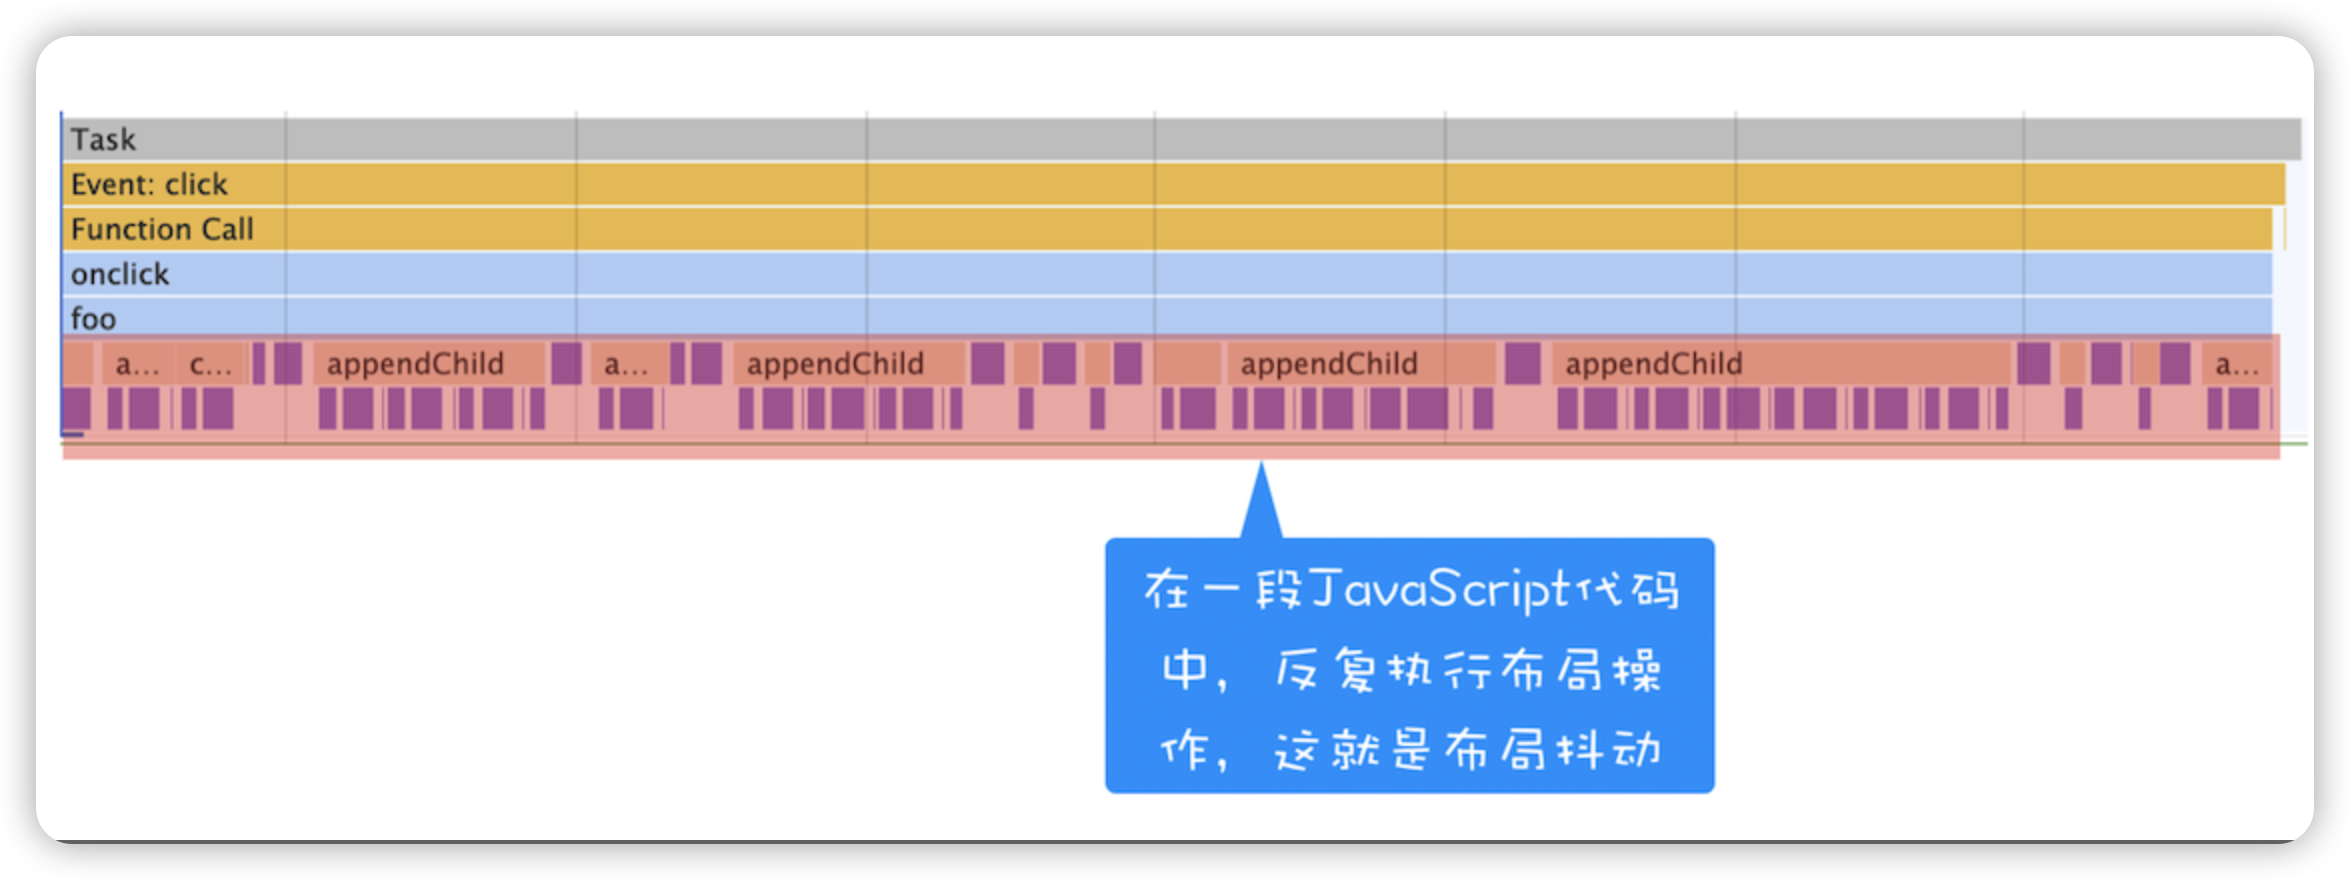 Task
Event: click
Function Call
onclick
foo
a... c... appendChild a... appendChild appendChild appendChild a...
在一段JavaScript代码
中，反复执行布局操
作，这就是布局抖动